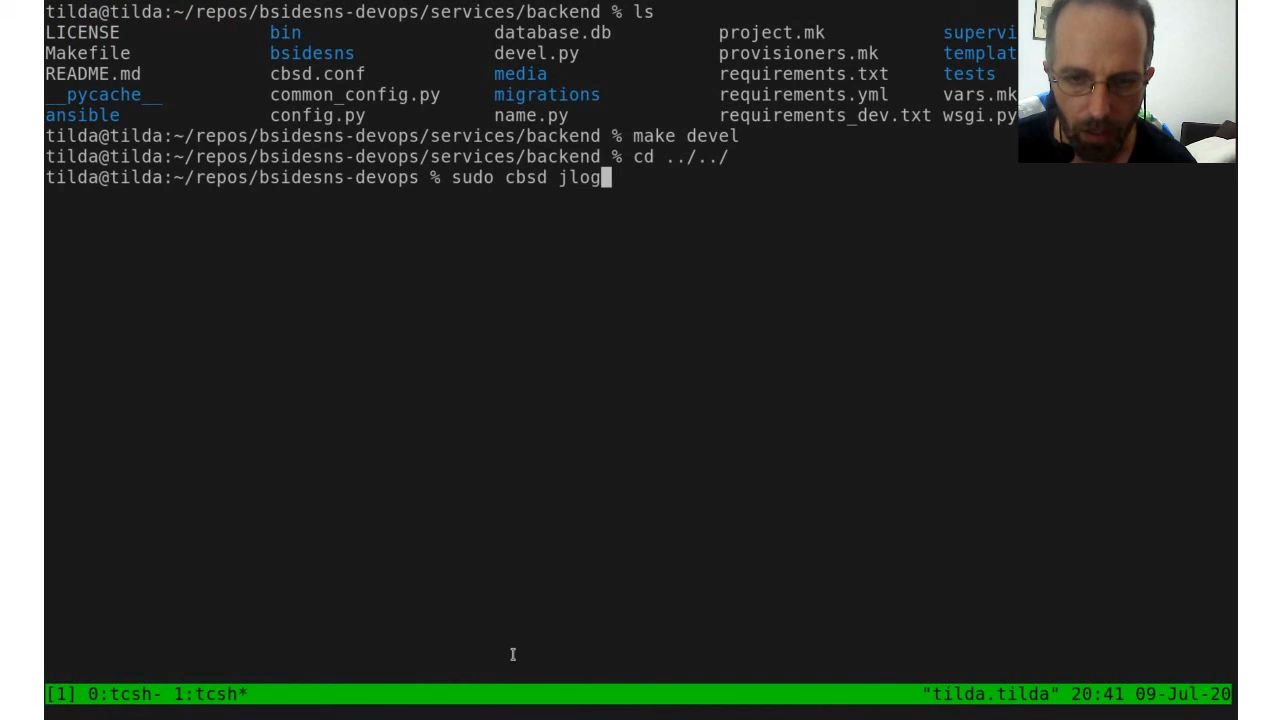 tilda@tilda:~/repos/bsidesns-devops/services/backend % ls
LICENSE bin database.db project.mk supervi
Makefile bsidesns devel.py provisioners.mk templat
README.md cbsd.conf media requirements.txt tests
__pycache__ common_config.py migrations requirements.yml vars.mk
ansible config.py name.py requirements_dev.txt wsgi.py
tilda@tilda:~/repos/bsidesns-devops/services/backend % make devel
tilda@tilda:~/repos/bsidesns-devops/services/backend % cd ../../
tilda@tilda:~/repos/bsidesns-devops % sudo cbsd jlog
[1] 0:tcsh- 1:tcsh* "tilda.tilda" 20:41 09-Jul-20